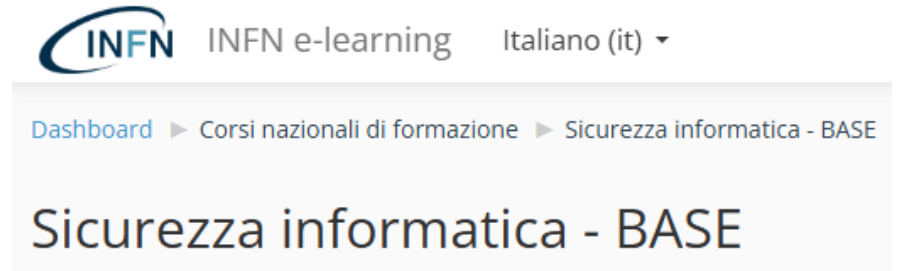 INFN INFN e-learning Italiano (it)
Dashboard ► Corsi nazionali di formazione ► Sicurezza informatica - BASE
Sicurezza informatica - BASE